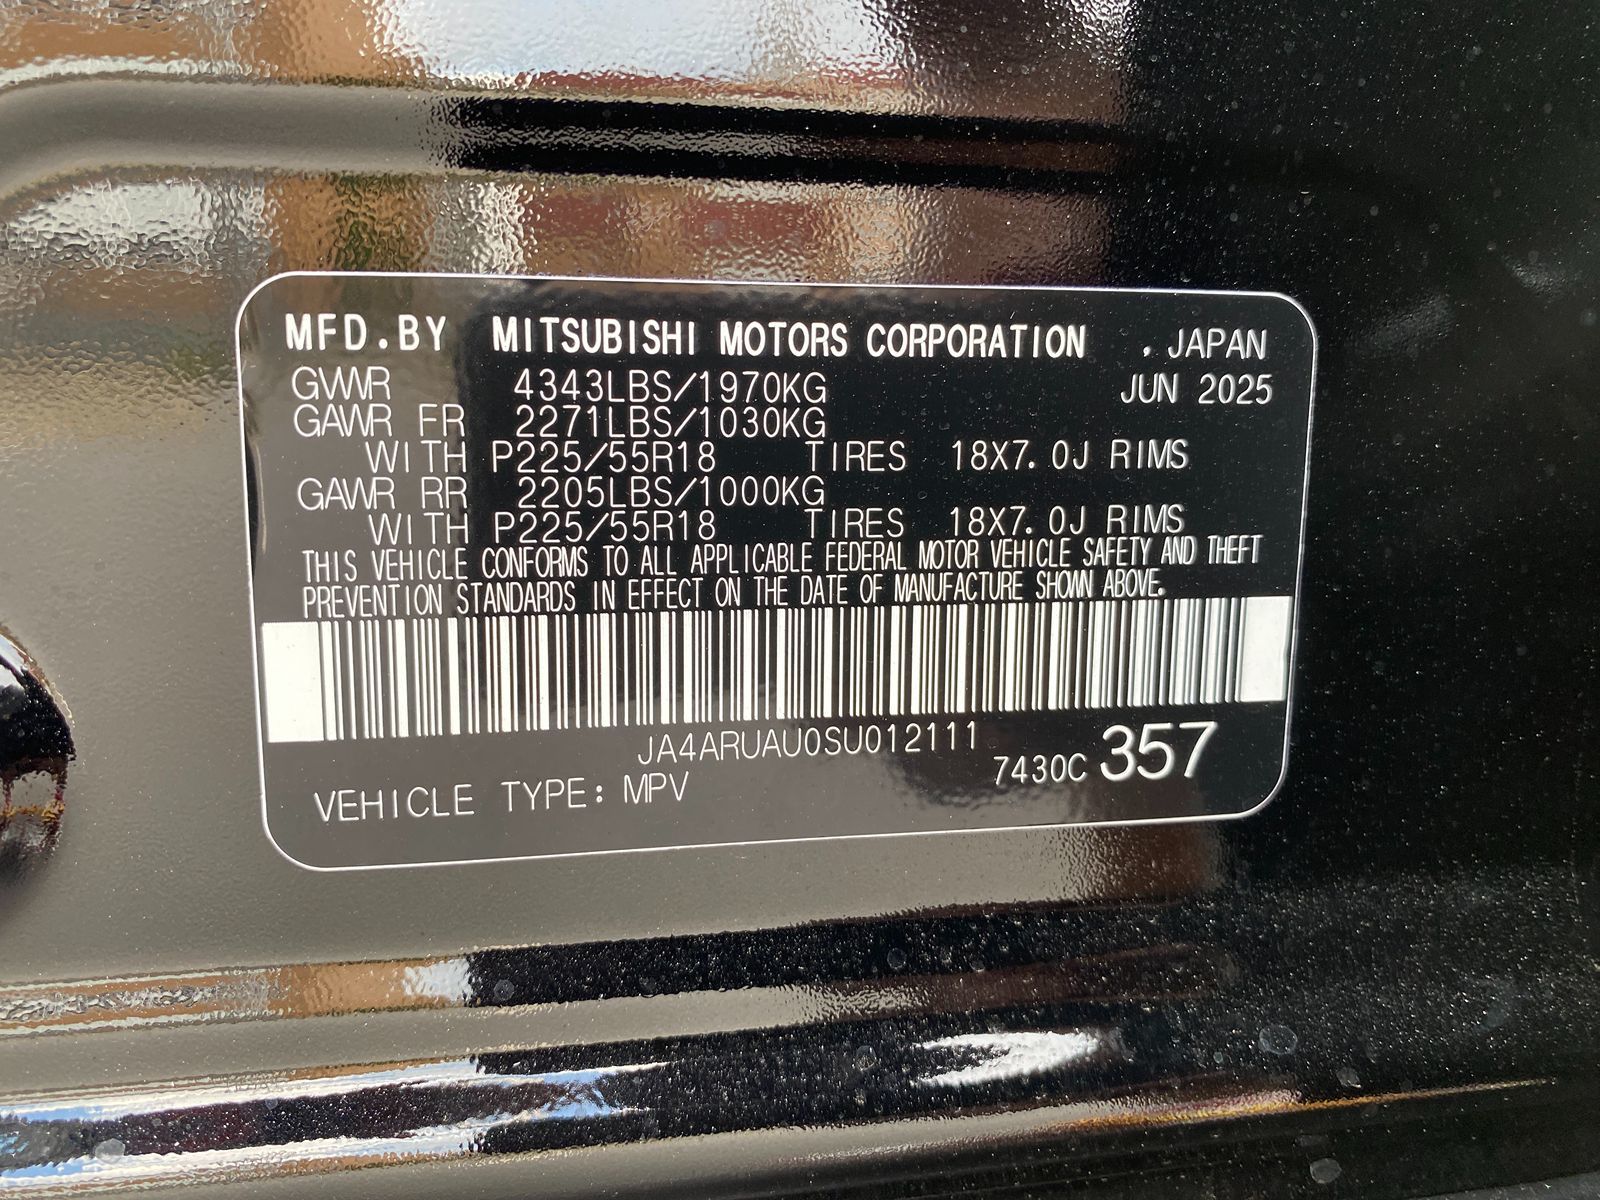 MFD.BY MITSUBISHI MOTORS CORPORATION , JAPAN
GVWR 4343LBS/1970KG JUN 2025
GAWR FR 2271LBS/1030KG
WITH P225/55R18 TIRES 18X7.0J RIMS
GAWR RR 2205LBS/1000KG
WITH P225/55R18 TIRES 18X7.0J RIMS
THIS VEHICLE CONFORMS TO ALL APPLICABLE FEDERAL MOTOR VEHICLE SAFETY AND THEFT
PREVENTION STANDARDS IN EFFECT ON THE DATE OF MANUFACTURE SHOWN ABOVE.
JA4ARUAU0SU012111
VEHICLE TYPE: MPV 7430C 357